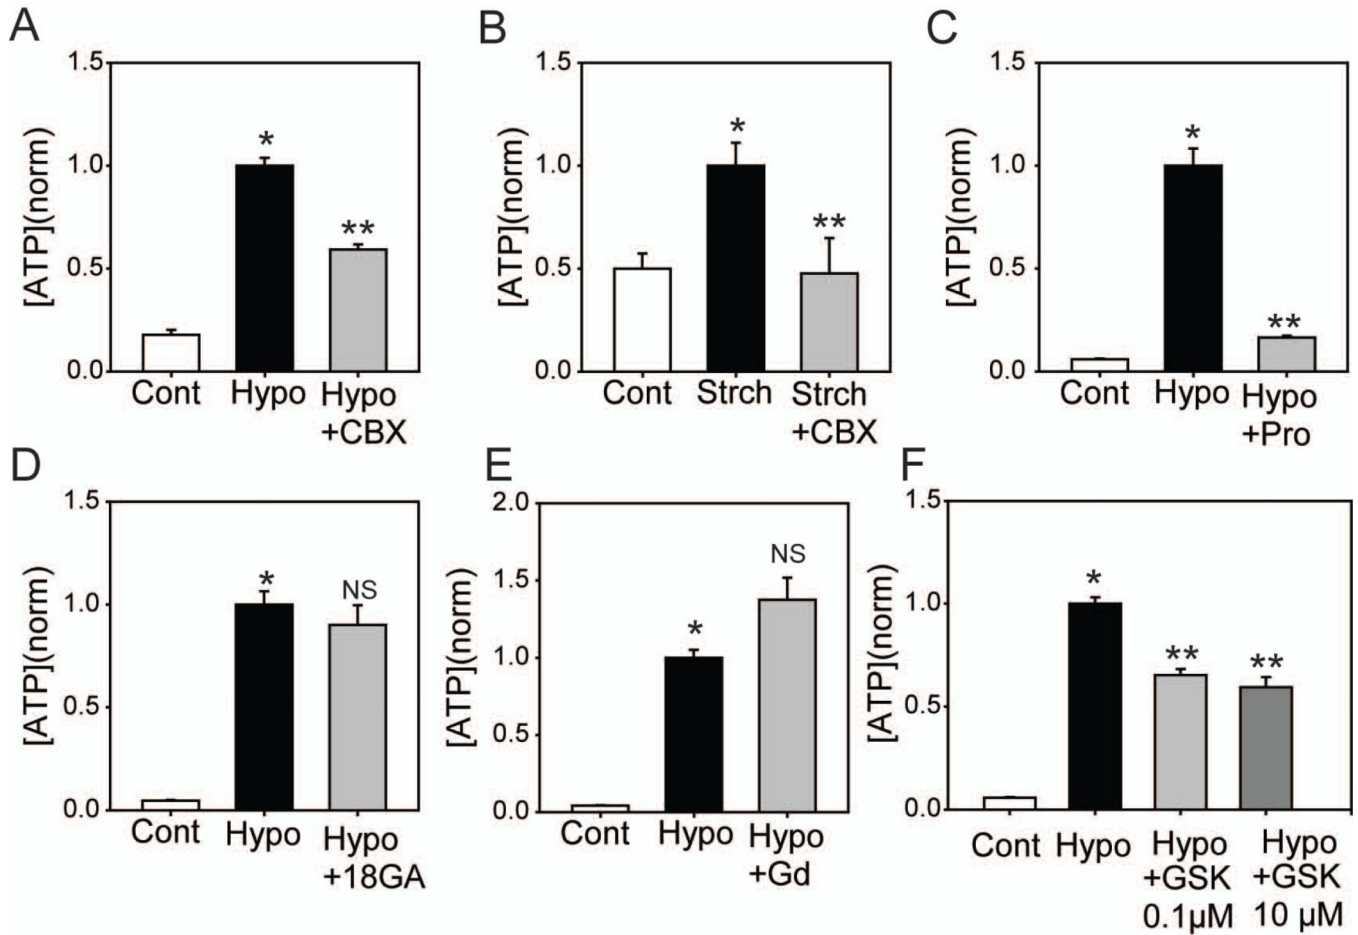 A
[ATP](norm)
1.5
1.0
0.5
0.0
*
**
Cont
Hypo
Hypo
+CBX
B
[ATP](norm)
1.5
1.0
0.5
0.0
*
**
Cont
Strch
Strch
+CBX
C
[ATP](norm)
1.5
1.0
0.5
0.0
*
**
Cont
Hypo
Hypo
+Pro
D
[ATP](norm)
1.5
1.0
0.5
0.0
*
NS
Cont
Hypo
Hypo
+18GA
E
[ATP](norm)
2.0
1.5
1.0
0.5
0.0
*
NS
Cont
Hypo
Hypo
+Gd
F
[ATP](norm)
1.5
1.0
0.5
0.0
*
**
**
Cont
Hypo
Hypo
+GSK
0.1µM
Hypo
+GSK
10 µM